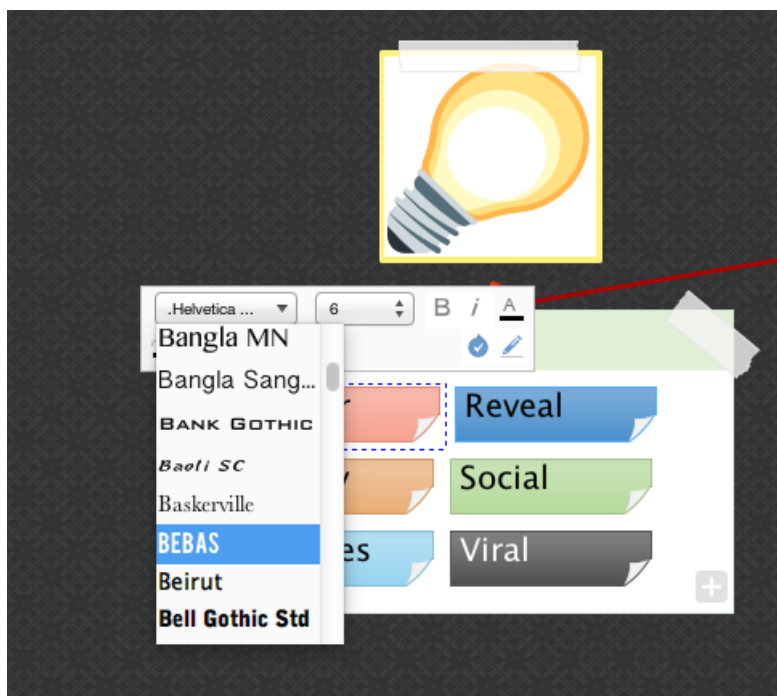 .Helvetica ...
6
B
i
A
Bangla MN
Bangla Sang...
BANK GOTHIC
Baoli SC
Baskerville
BEBAS
Beirut
Bell Gothic Std
Reveal
Social
es
Viral